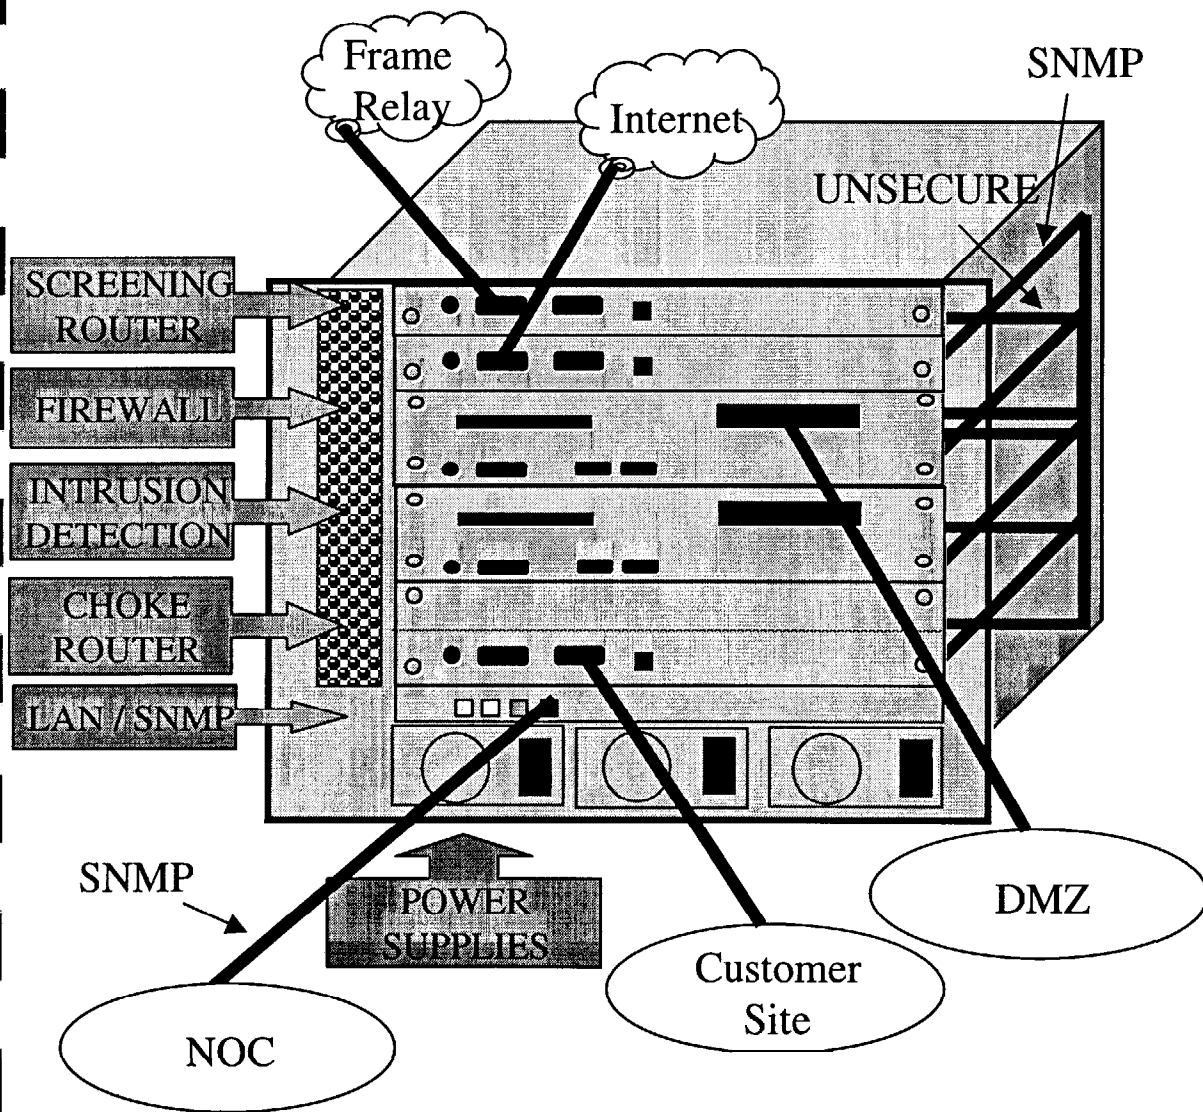 Frame
Relay
Internet
SNMP
UNSECURE
SCREENING
ROUTER
FIREWALL
INTRUSION
DETECTION
CHOKE
ROUTER
LAN / SNMP
SNMP
POWER
SUPPLIES
DMZ
Customer
Site
NOC